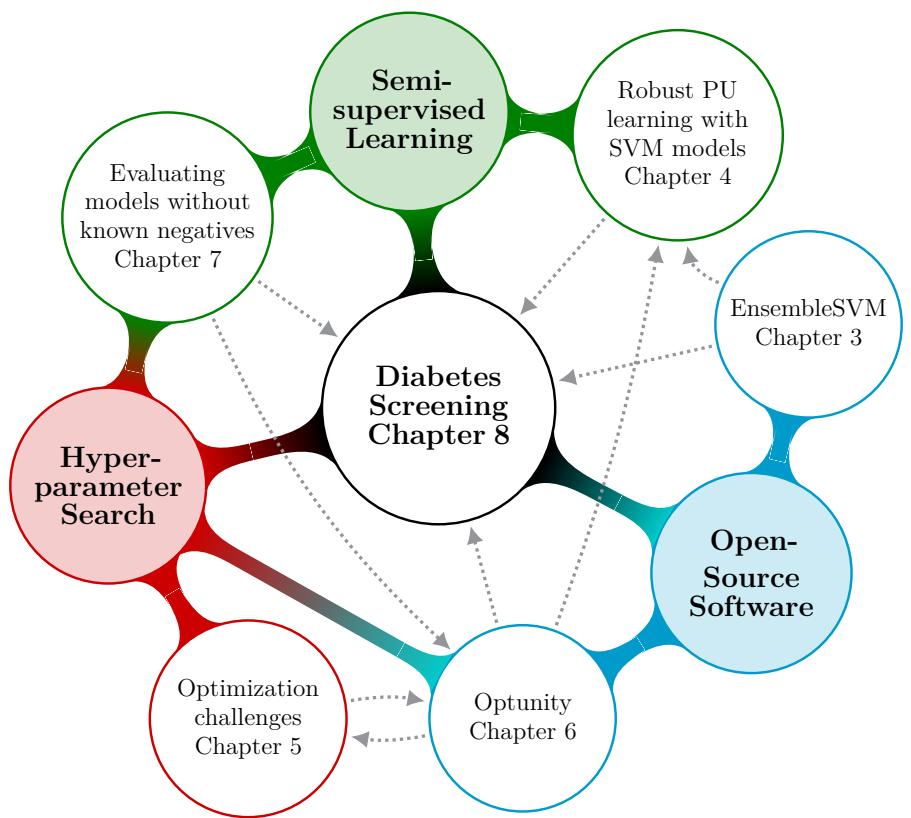 Semi-
supervised
Learning
Robust PU
learning with
SVM models
Chapter 4
Evaluating
models without
known negatives
Chapter 7
EnsembleSVM
Chapter 3
Diabetes
Screening
Chapter 8
Hyper-
parameter
Search
Open-
Source
Software
Optimization
challenges
Chapter 5
Optunity
Chapter 6